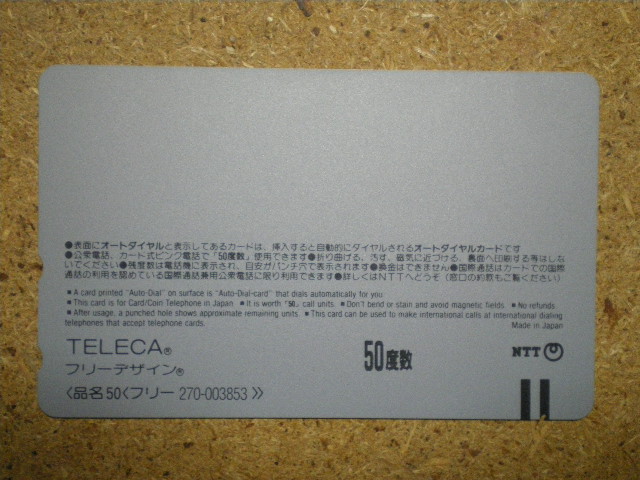 ●表面にオートダイヤルと表示してあるカードは、挿入すると自動的にダイヤルされるオートダイヤルカードです
●公衆電話、カード式ピンク電話で「50度数」使用できます●折り曲げる、汚す、磁気に近づける、裏面へ印刷する等はしな
いでください●残度数は電話機に表示され、目安がパンチ穴で表示されます●換金はできません●国際通話はカードでの国際
通話の利用を認めている国際通話兼用公衆電話に限り利用できます●詳しくはNTTへどうぞ(窓口の約款もご覧ください)
■ A card printed "Auto-Dial" on surface is "Auto-Dial-card" that dials automatically for you.
■ This card is for Card/Coin Telephone in Japan ■ It is worth "50" call units. ■ Don't bend or stain and avoid magnetic fields. ■ No refunds.
■ After usage, a punched hole shows approximate remaining units. ■ This card can be used to make international calls at international dialing
telephones that accept telephone cards.
Made in Japan
TELECA®
フリーデザイン®
50度数
NTT
〈品名50〈フリー 270-003853 》